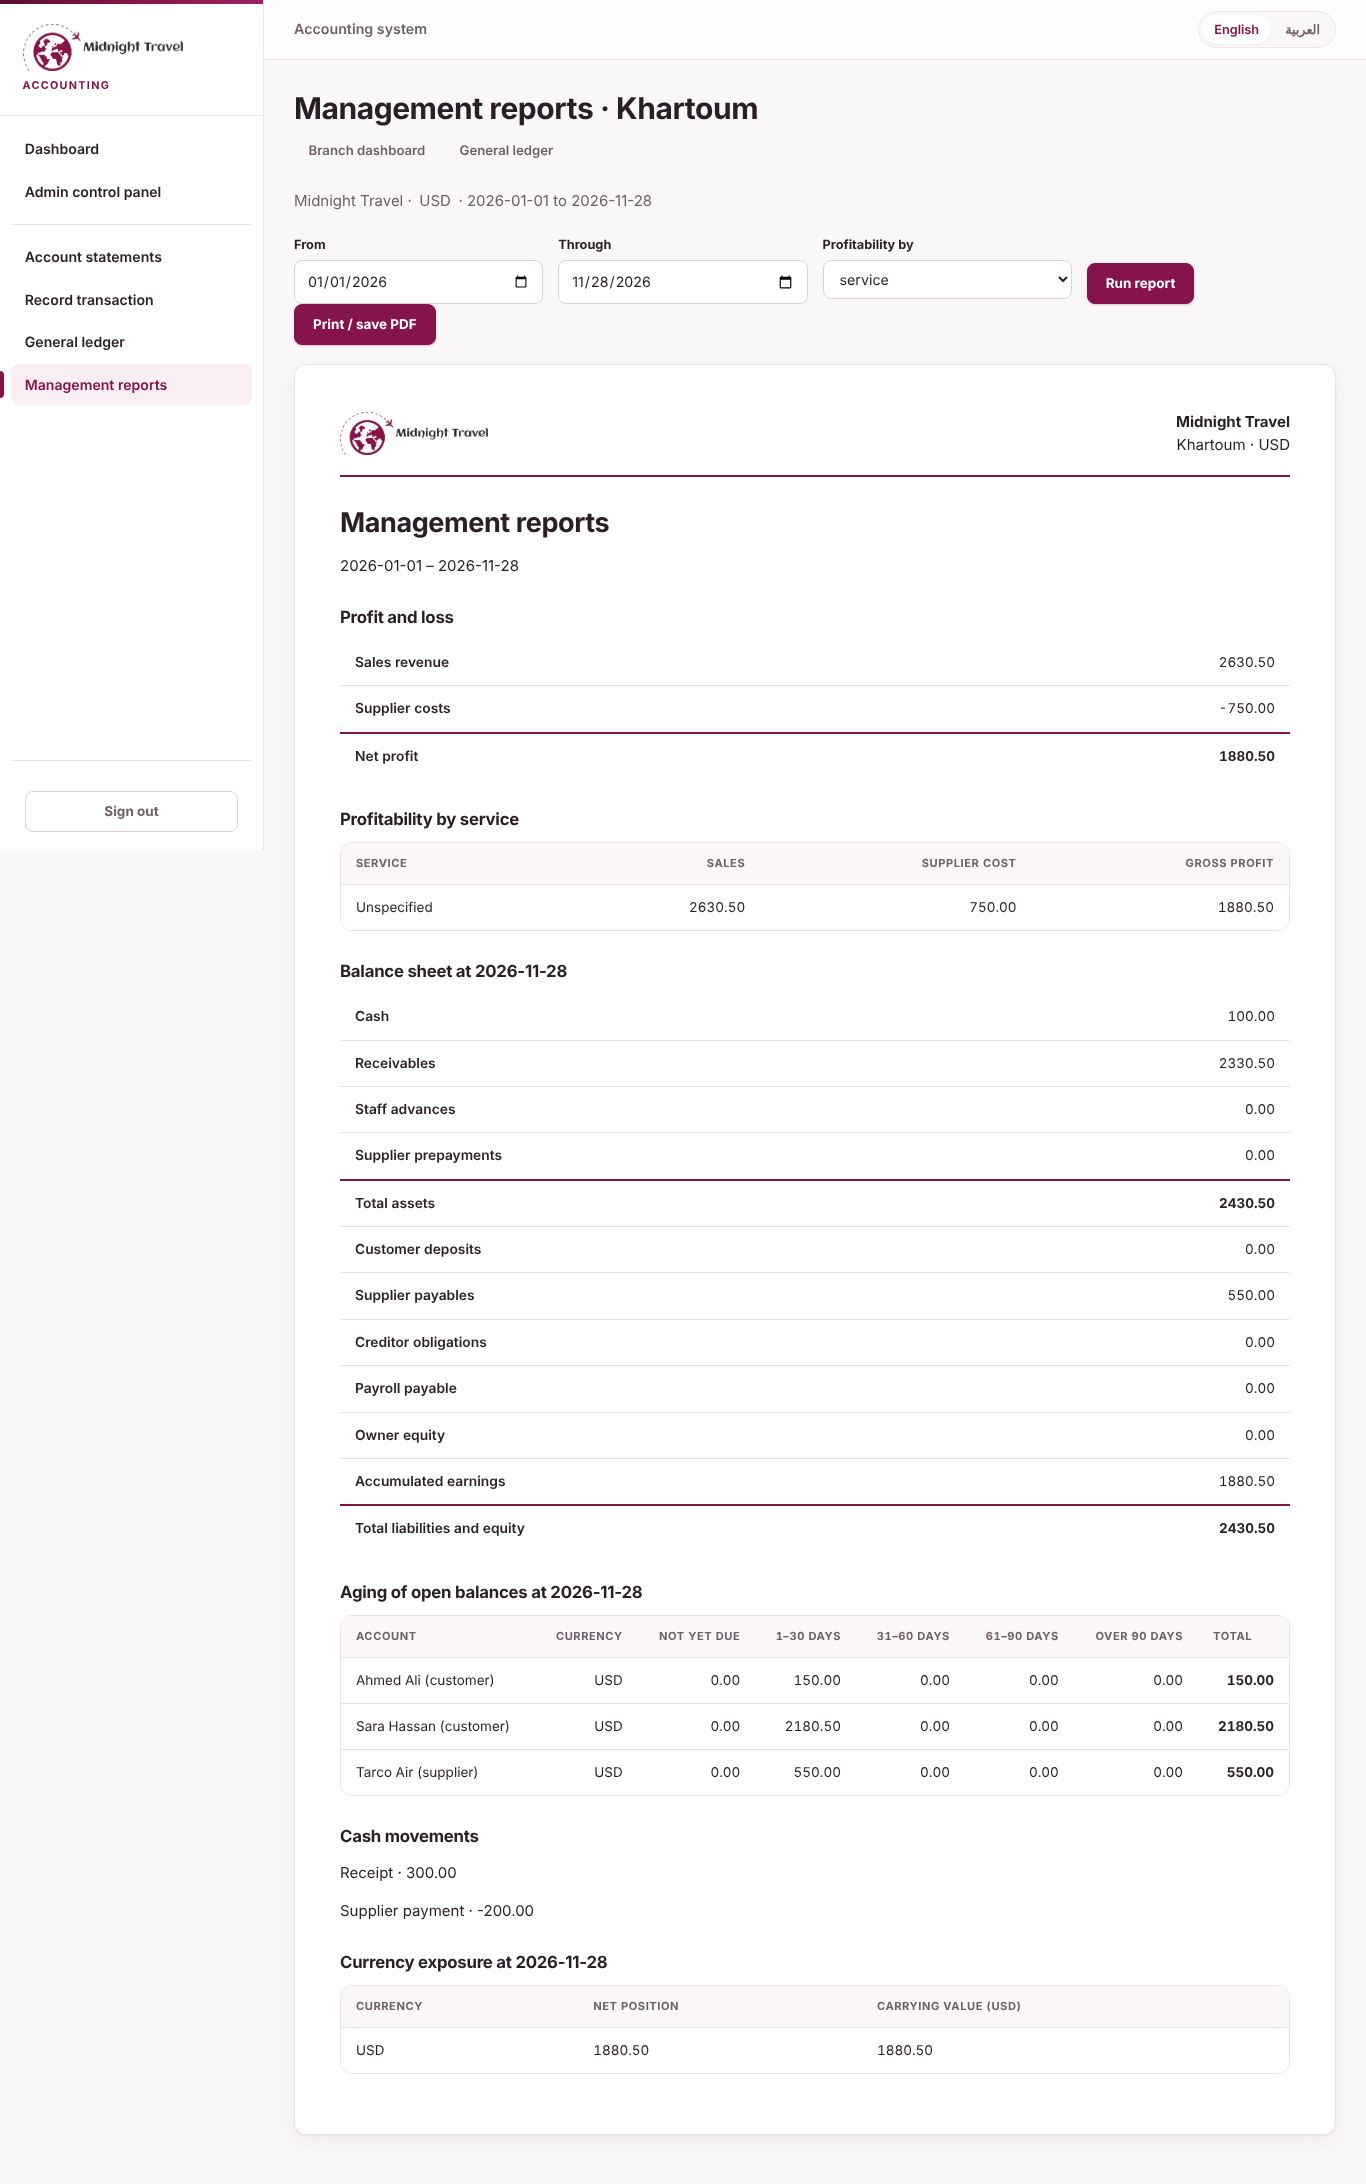 Midnight Travel
ACCOUNTING
Dashboard
Admin control panel
Account statements
Record transaction
General ledger
Management reports
Sign out
Accounting system
English العربية
Management reports · Khartoum
Branch dashboard General ledger
Midnight Travel · USD · 2026-01-01 to 2026-11-28
From Through Profitability by
01/01/2026 11/28/2026 service Run report
Print / save PDF
Midnight Travel
Midnight Travel
Khartoum · USD
Management reports
2026-01-01 – 2026-11-28
Profit and loss
Sales revenue 2630.50
Supplier costs -750.00
Net profit 1880.50
Profitability by service
SERVICE SALES SUPPLIER COST GROSS PROFIT
Unspecified 2630.50 750.00 1880.50
Balance sheet at 2026-11-28
Cash 100.00
Receivables 2330.50
Staff advances 0.00
Supplier prepayments 0.00
Total assets 2430.50
Customer deposits 0.00
Supplier payables 550.00
Creditor obligations 0.00
Payroll payable 0.00
Owner equity 0.00
Accumulated earnings 1880.50
Total liabilities and equity 2430.50
Aging of open balances at 2026-11-28
ACCOUNT CURRENCY NOT YET DUE 1–30 DAYS 31–60 DAYS 61–90 DAYS OVER 90 DAYS TOTAL
Ahmed Ali (customer) USD 0.00 150.00 0.00 0.00 0.00 150.00
Sara Hassan (customer) USD 0.00 2180.50 0.00 0.00 0.00 2180.50
Tarco Air (supplier) USD 0.00 550.00 0.00 0.00 0.00 550.00
Cash movements
Receipt · 300.00
Supplier payment · -200.00
Currency exposure at 2026-11-28
CURRENCY NET POSITION CARRYING VALUE (USD)
USD 1880.50 1880.50